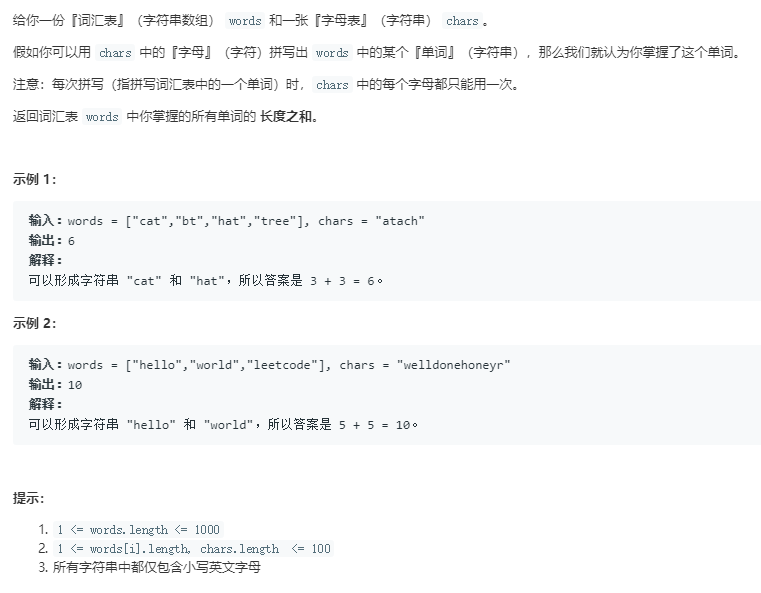 给你一份『词汇表』（字符串数组） words 和一张『字母表』（字符串） chars 。
假如你可以用 chars 中的『字母』（字符）拼写出 words 中的某个『单词』（字符串），那么我们就认为你掌握了这个单词。
注意：每次拼写（指拼写词汇表中的一个单词）时， chars 中的每个字母都只能用一次。
返回词汇表 words 中你掌握的所有单词的 长度之和。
示例 1：
输入：words = ["cat","bt","hat","tree"], chars = "atach"
输出：6
解释：
可以形成字符串 "cat" 和 "hat"，所以答案是 3 + 3 = 6。
示例 2：
输入：words = ["hello","world","leetcode"], chars = "welldonehoneyr"
输出：10
解释：
可以形成字符串 "hello" 和 "world"，所以答案是 5 + 5 = 10。
提示：
1. 1 <= words.length <= 1000
2. 1 <= words[i].length, chars.length <= 100
3. 所有字符串中都仅包含小写英文字母